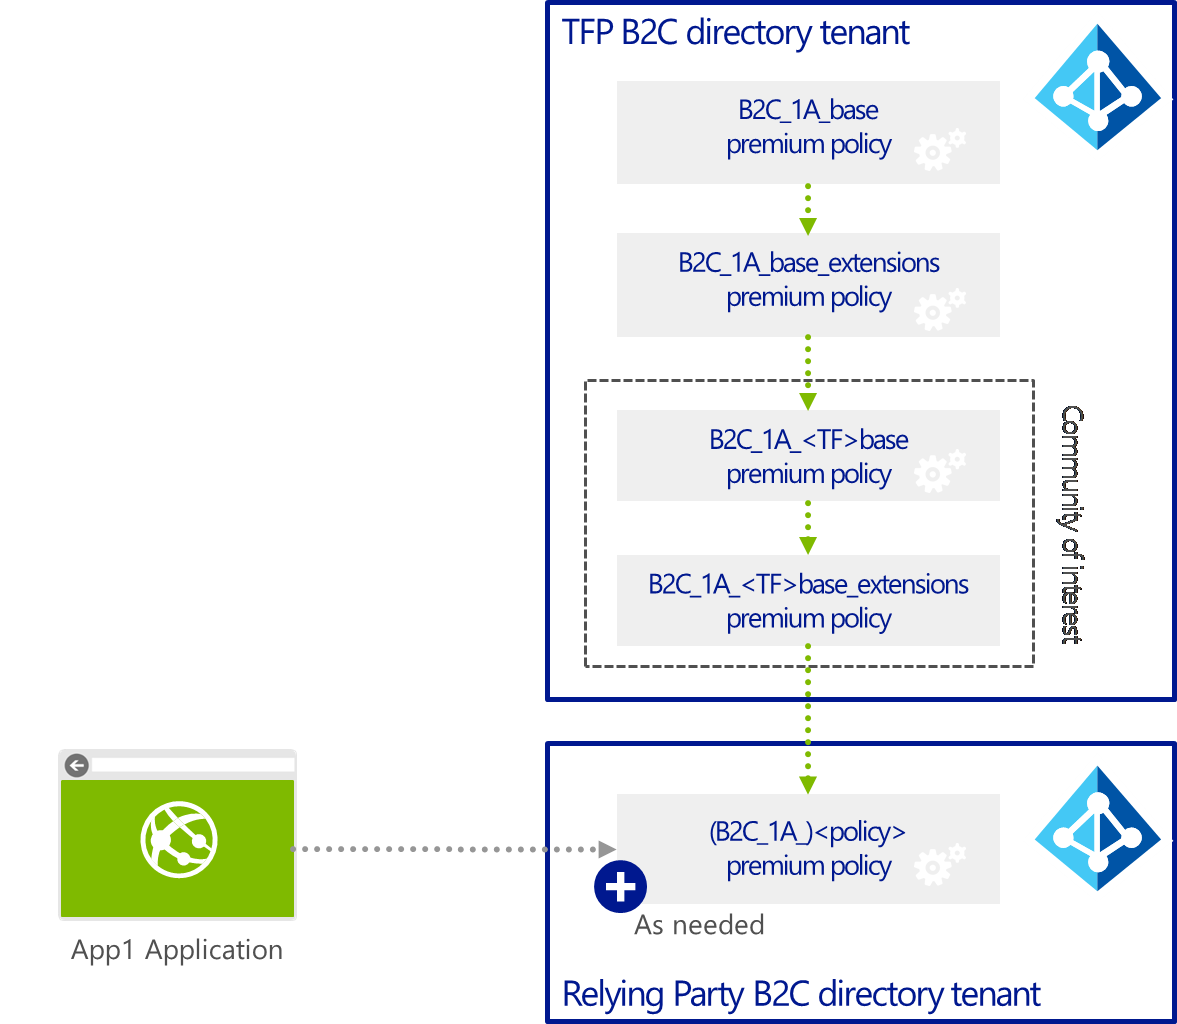 TFP B2C directory tenant
B2C_1A_base
premium policy
B2C_1A_base_extensions
premium policy
B2C_1A_<TF>base
premium policy
B2C_1A_<TF>base_extensions
premium policy
Community of interest
(B2C_1A_)<policy>
premium policy
As needed
App1 Application
Relying Party B2C directory tenant